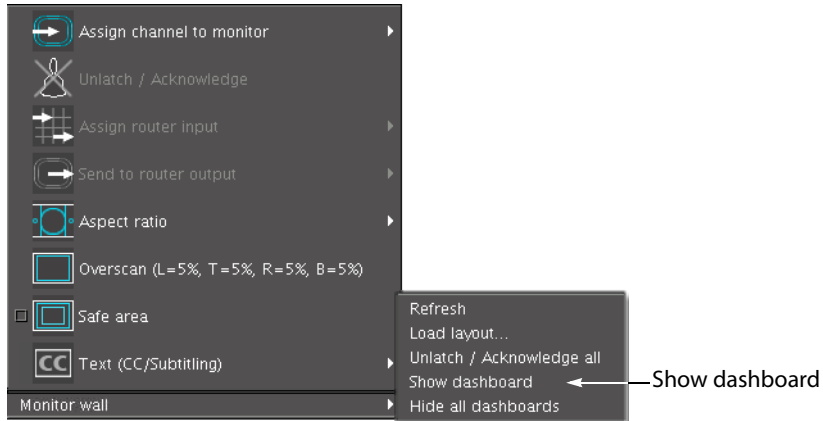 Assign channel to monitor
Unlatch / Acknowledge
Assign router input
Send to router output
Aspect ratio
Overscan (L=5%, T=5%, R=5%, B=5%)
Safe area
CC Text (CC/Subtitling)
Monitor wall
Refresh
Load layout...
Unlatch / Acknowledge all
Show dashboard
Hide all dashboards
Show dashboard